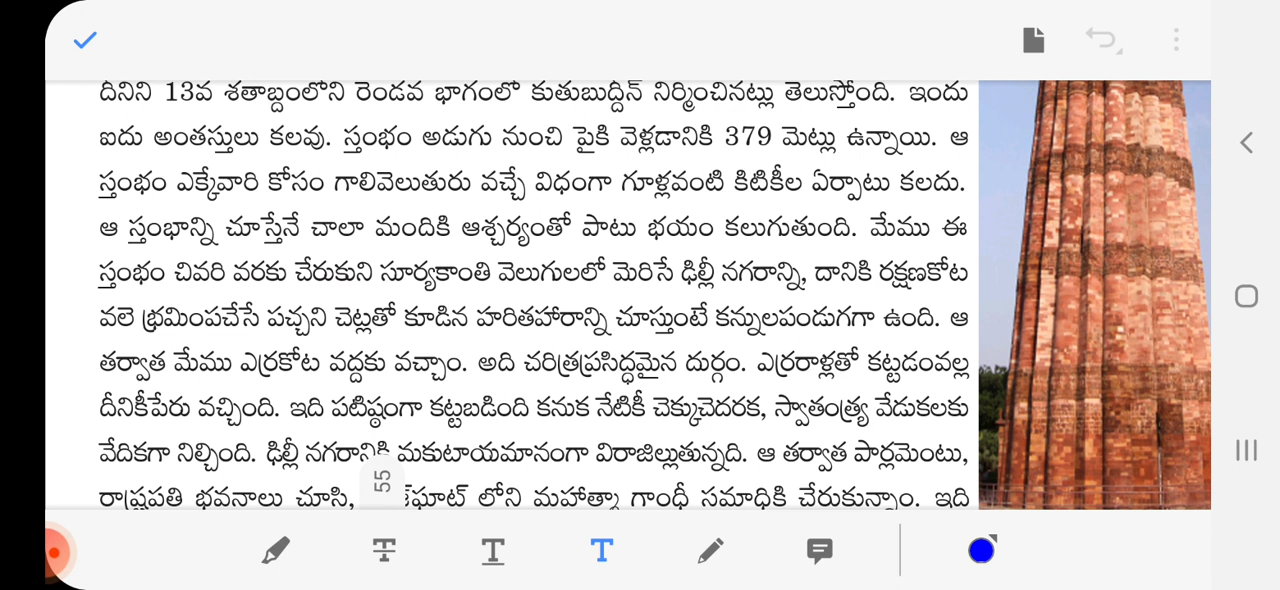 దీనిని 13వ శతాబ్దంలోని రెండవ భాగంలో కుతుబుద్దీన్ నిర్మించినట్లు తెలుస్తోంది. ఇందు
ఐదు అంతస్తులు కలవు. స్తంభం అడుగు నుంచి పైకి వెళ్లడానికి 379 మెట్లు ఉన్నాయి. ఆ
స్తంభం ఎక్కేవారి కోసం గాలివెలుతురు వచ్చే విధంగా గూళ్లవంటి కిటికీల ఏర్పాటు కలదు.
ఆ స్తంభాన్ని చూస్తేనే చాలా మందికి ఆశ్చర్యంతో పాటు భయం కలుగుతుంది. మేము ఈ
స్తంభం చివరి వరకు చేరుకుని సూర్యకాంతి వెలుగులలో మెరిసే ఢిల్లీ నగరాన్ని, దానికి రక్షణకోట
వలె భ్రమింపచేసే పచ్చని చెట్లతో కూడిన హరితహారాన్ని చూస్తుంటే కన్నులపండుగగా ఉంది. ఆ
తర్వాత మేము ఎర్రకోట వద్దకు వచ్చాం. అది చరిత్రప్రసిద్ధమైన దుర్గం. ఎర్రరాళ్లతో కట్టడంవల్ల
దీనికీపేరు వచ్చింది. ఇది పటిష్ఠంగా కట్టబడింది కనుక నేటికీ చెక్కుచెదరక, స్వాతంత్ర్య వేడుకలకు
వేదికగా నిల్చింది. ఢిల్లీ నగరానికి మకుటాయమానంగా విరాజిల్లుతున్నది. ఆ తర్వాత పార్లమెంటు,
రాష్ట్రపతి భవనాలు చూసి, లోని మహాత్మా గాంధీ సమాధికి చేరుకున్నాం. ఇది
55